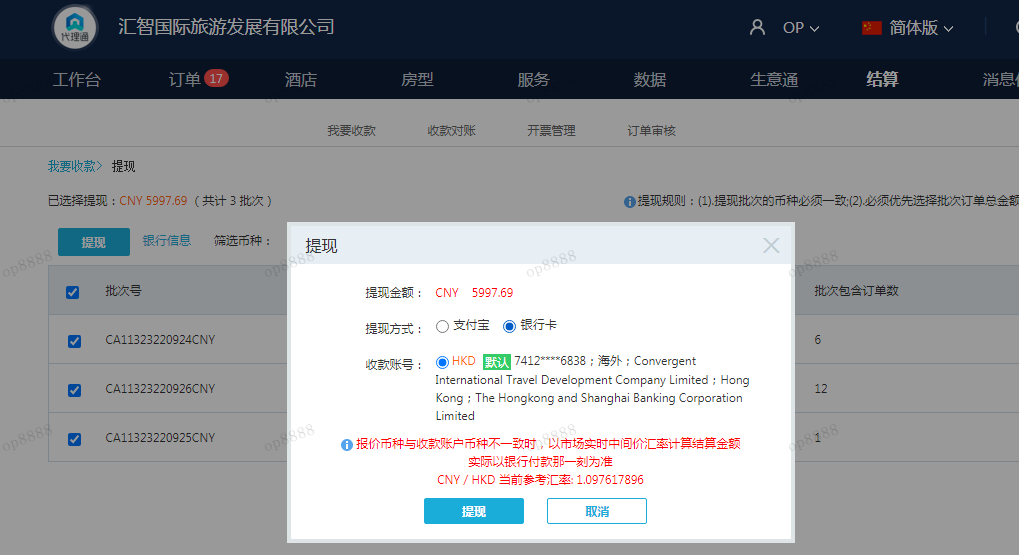 代理通
汇智国际旅游发展有限公司
OP
简体版
工作台 订单 17 酒店 房型 服务 数据 生意通 结算 消息
我要收款 收款对账 开票管理 订单审核
我要收款> 提现
已选择提现：CNY 5997.69 （ 共计 3 批次 ）
提现规则：(1).提现批次的币种必须一致;(2).必须优先选择批次订单总金额
提现 银行信息 筛选币种：
批次号 批次包含订单数
CA11323220924CNY 6
CA11323220926CNY 12
CA11323220925CNY 1
提现
提现金额： CNY 5997.69
提现方式： 支付宝 银行卡
收款账号： HKD 默认 7412****6838；海外；Convergent
International Travel Development Company Limited；Hong
Kong；The Hongkong and Shanghai Banking Corporation
Limited
报价币种与收款账户币种不一致时，以市场实时中间价汇率计算结算金额
实际以银行付款那一刻为准
CNY / HKD 当前参考汇率: 1.097617896
提现 取消
op8888
op8888
op8888
op8888
op8888
op8888
op8888
op8888